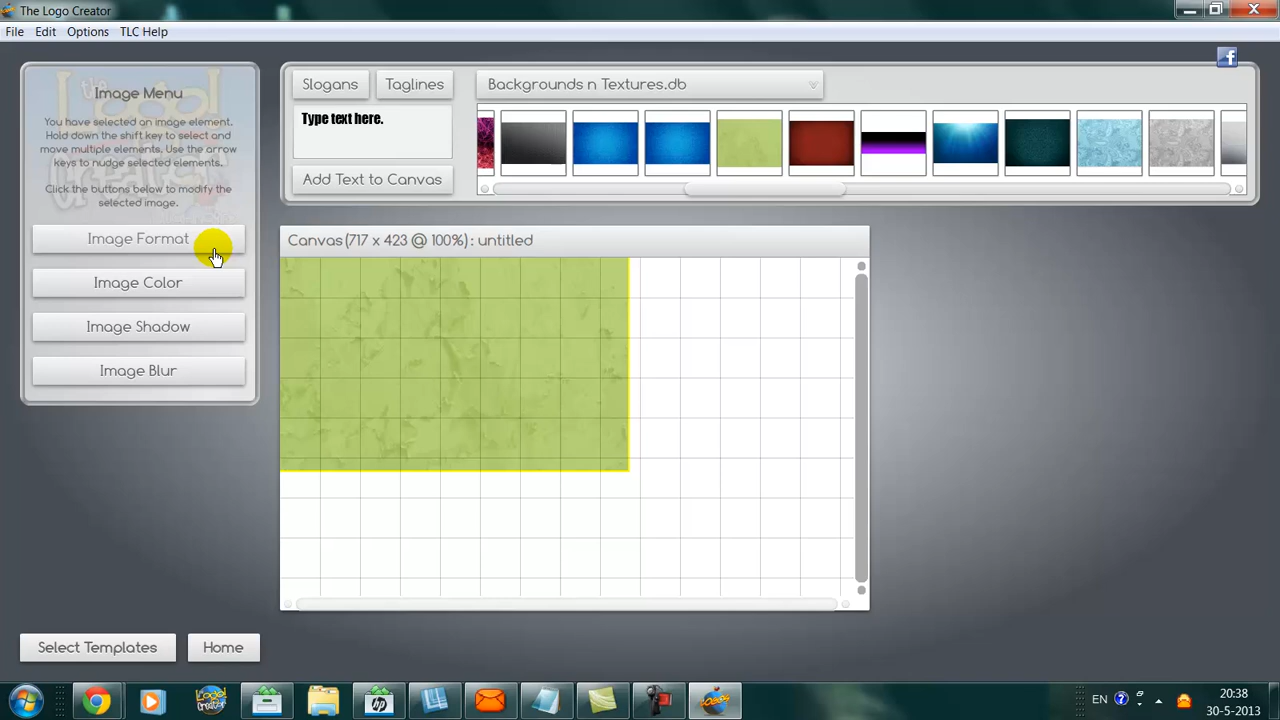 The Logo Creator
File Edit Options TLC Help
Image Menu
You have selected an image element.
Hold down the shift key to select and
move multiple elements. Use the arrow
keys to nudge selected elements.
Click the buttons below to modify the
selected image.
Image Format
Image Color
Image Shadow
Image Blur
Slogans Taglines
Type text here.
Add Text to Canvas
Backgrounds n Textures.db
f
Canvas (717 x 423 @ 100%) : untitled
Select Templates Home
EN 20:38
30-5-2013